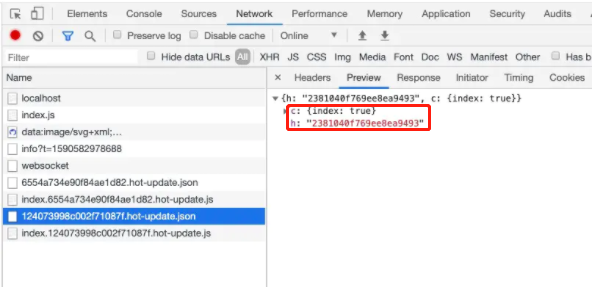 Elements Console Sources Network Performance Memory Application Security Audits
Preserve log Disable cache Online
Filter Hide data URLs All XHR JS CSS Img Media Font Doc WS Manifest Other Has b
Name × Headers Preview Response Initiator Timing Cookies
localhost
index.js
data:image/svg+xml;...
info?t=1590582978688
websocket
6554a734e90f84ae1d82.hot-update.json
index.6554a734e90f84ae1d82.hot-update.js
124073998c002f71087f.hot-update.json
index.124073998c002f71087f.hot-update.js
{h: "2381040f769ee8ea9493", c: {index: true}}
c: {index: true}
h: "2381040f769ee8ea9493"